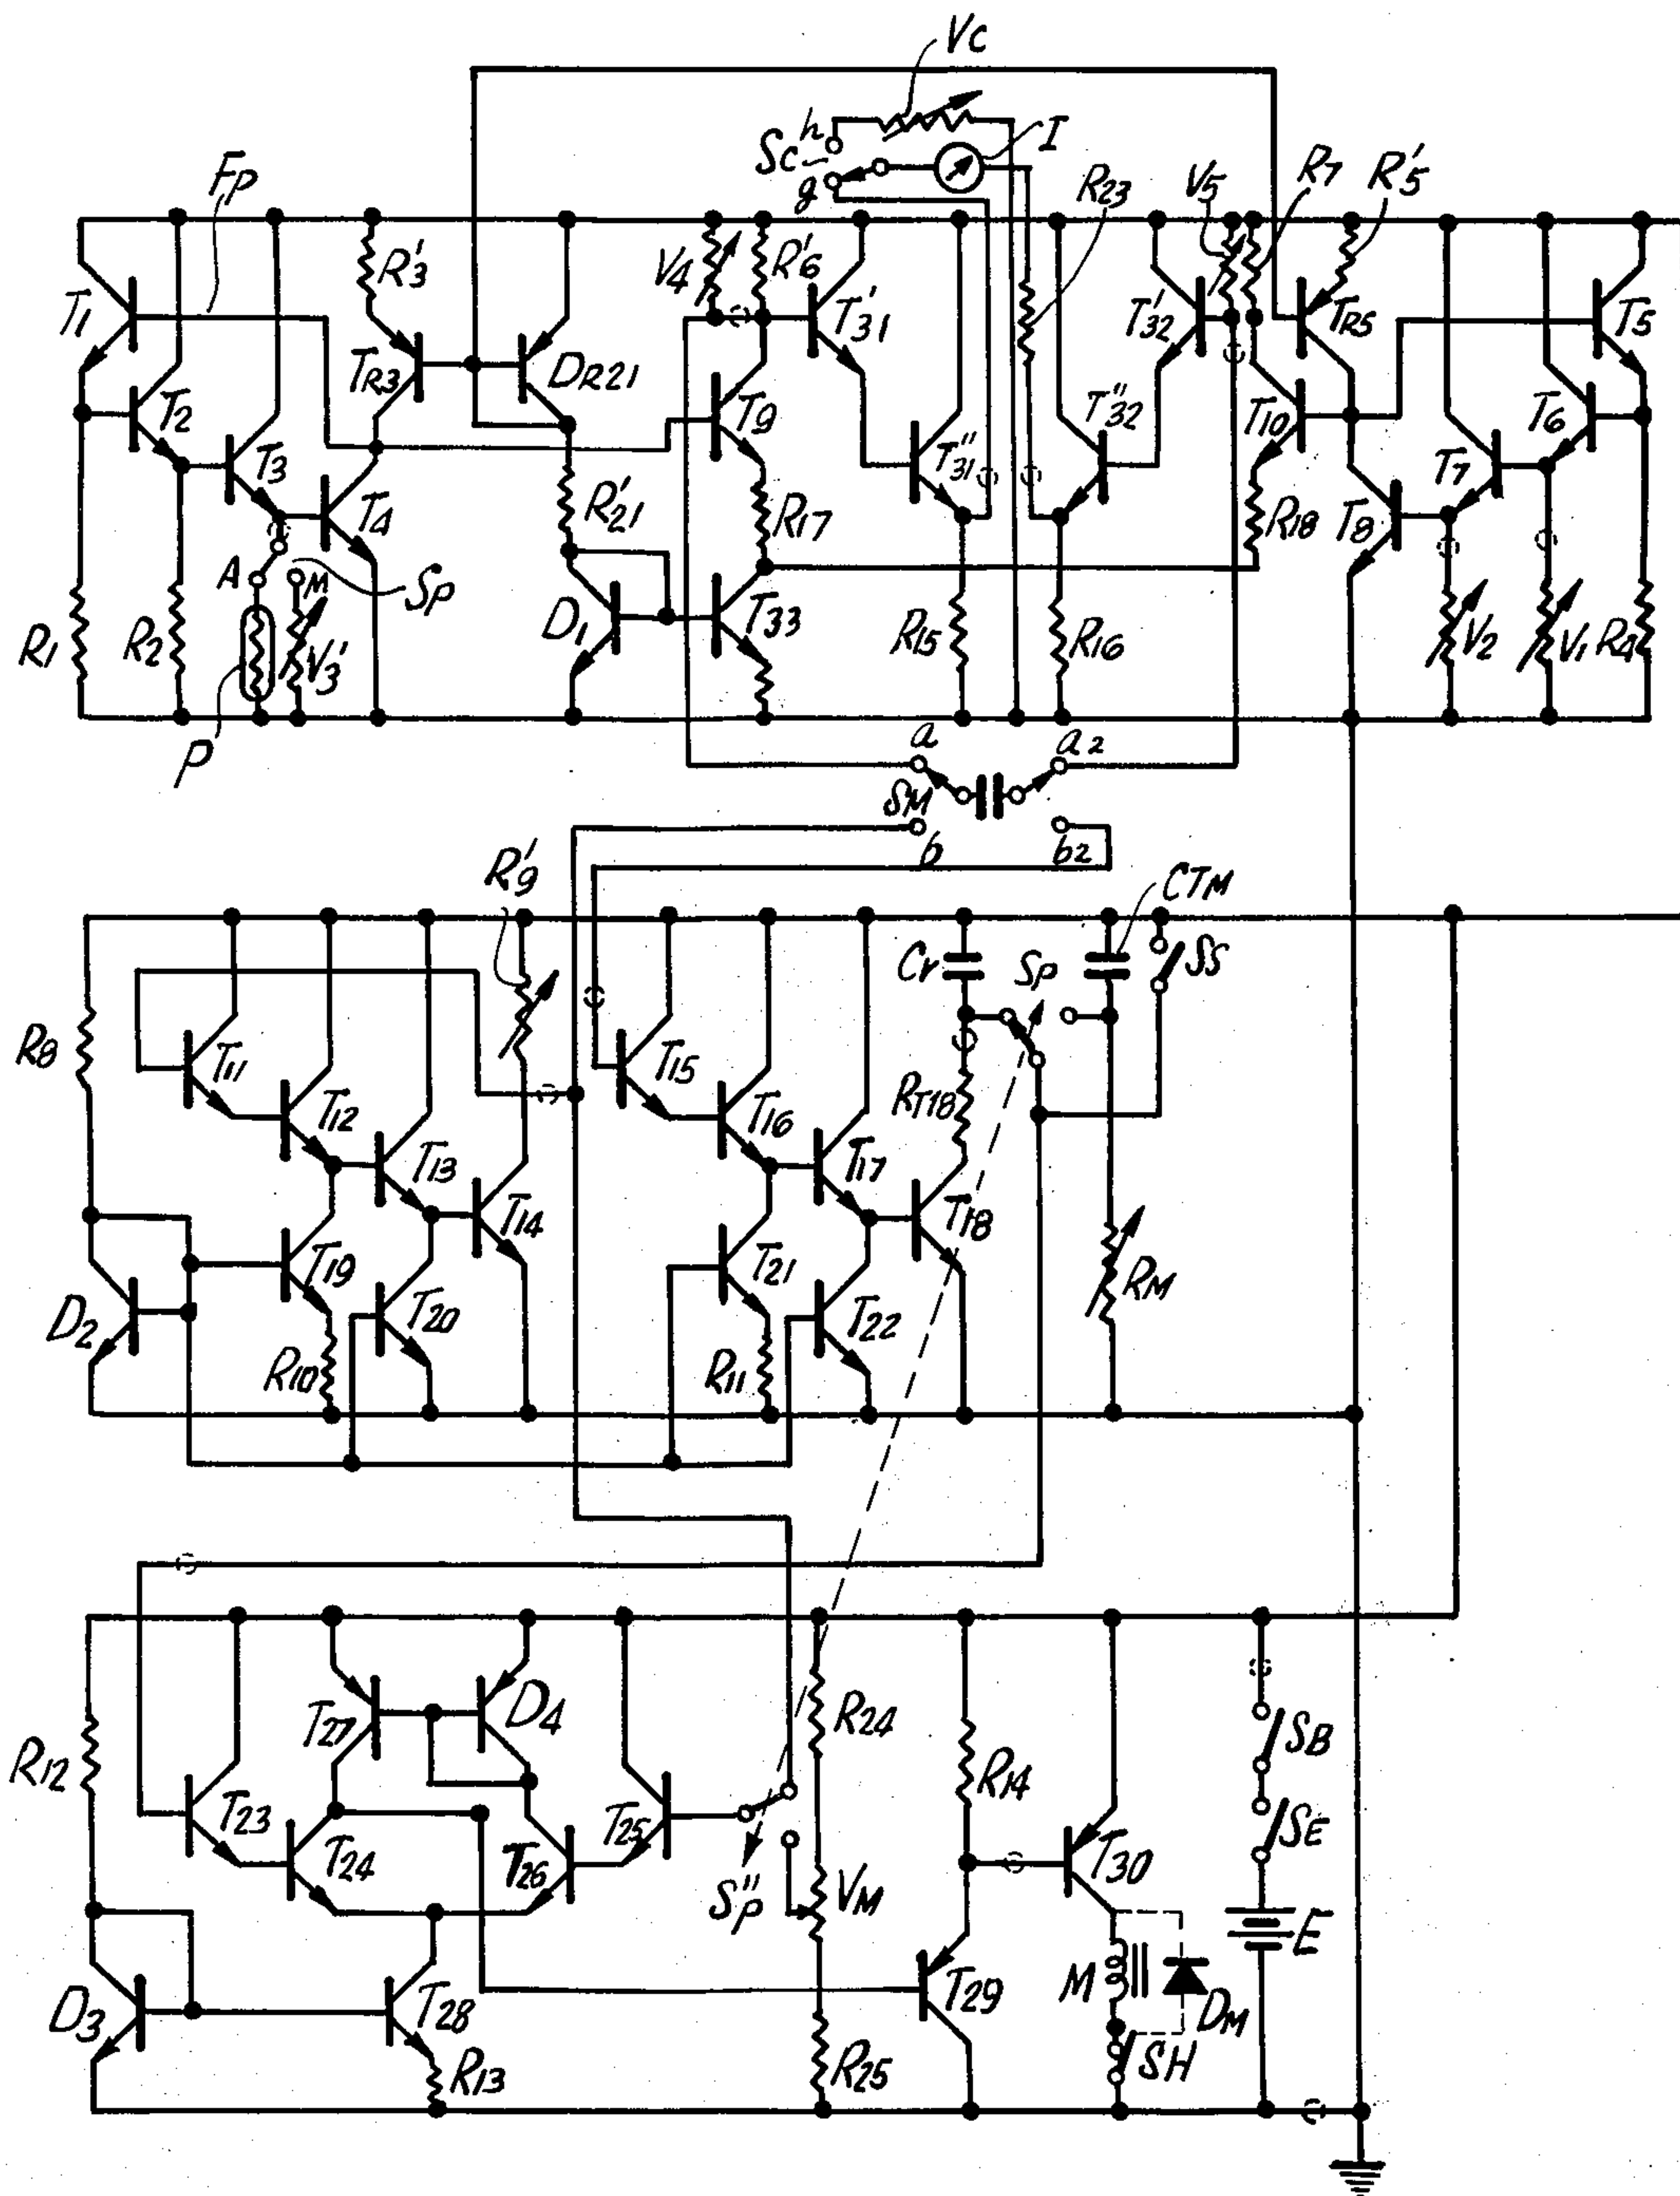 Vc
h
Sc
I
g
Fp
R'3
V4
R'6
R23
V5
R7
R'5
T1
T'31
T'32
TR5
T5
TR3
DR21
T2
T9
T"32
T10
T6
T3
T"31
T7
T4
R'21
R17
R18
T8
A
M
Sp
D1
T33
R1
R2
V'3
R15
R16
V2
V1
R4
P
a
a2
SM
b
b2
R'9
CTM
Cr
Sp
SS
R8
T11
T15
T12
T16
RT18
T13
T17
T14
T18
T19
T21
RM
D2
T20
T22
R10
R11
T27
D4
R24
R12
R14
SB
T23
T25
SE
T24
T26
T30
S"p
VM
E
D3
T28
T29
M
DM
R13
R25
SH